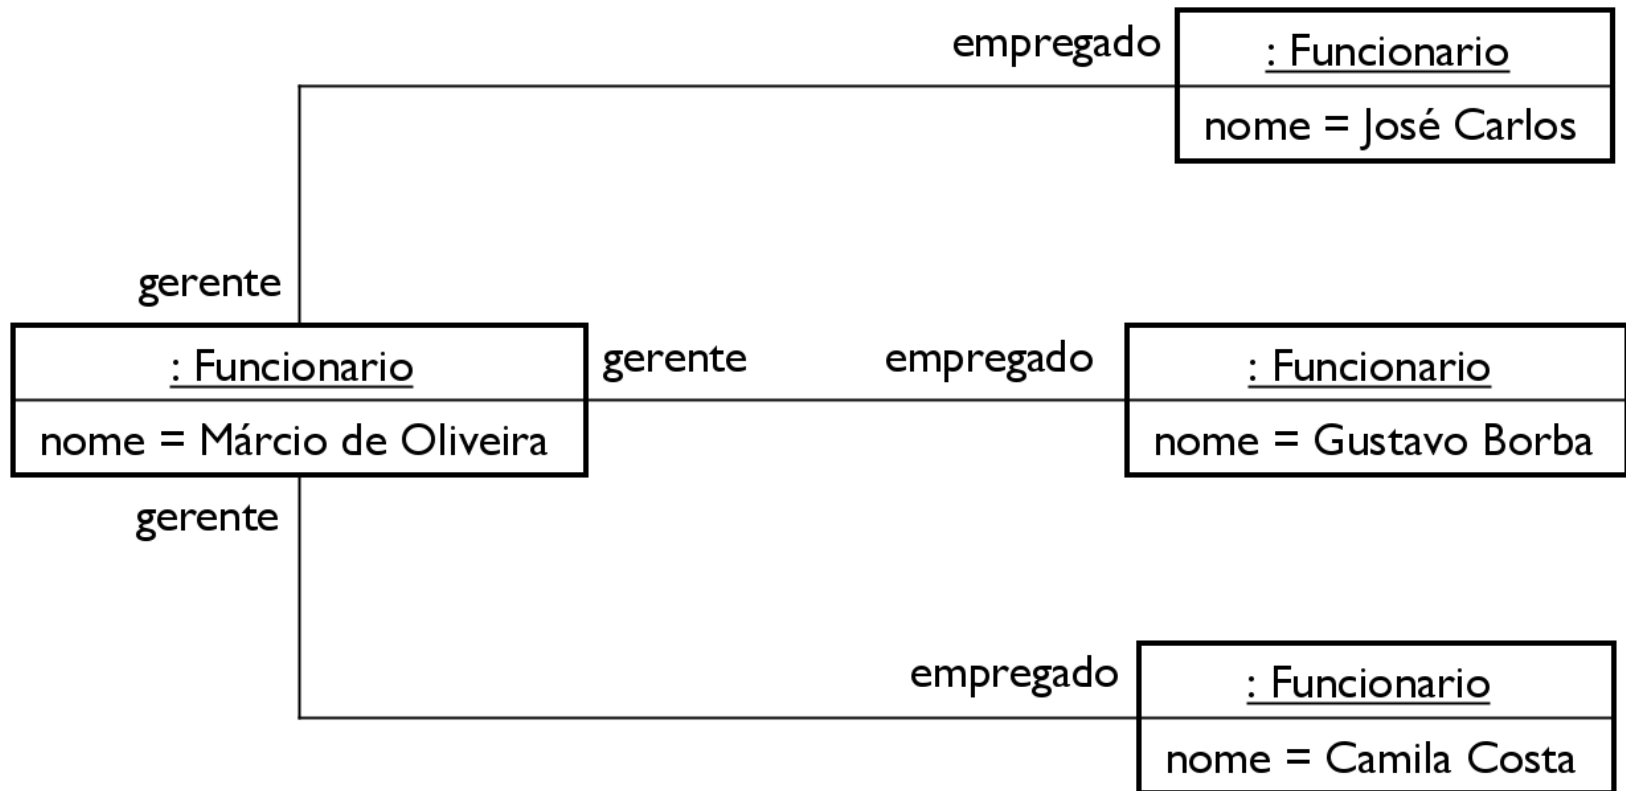 empregado
: Funcionario
nome = José Carlos
gerente
: Funcionario
nome = Márcio de Oliveira
gerente
empregado
: Funcionario
nome = Gustavo Borba
gerente
empregado
: Funcionario
nome = Camila Costa